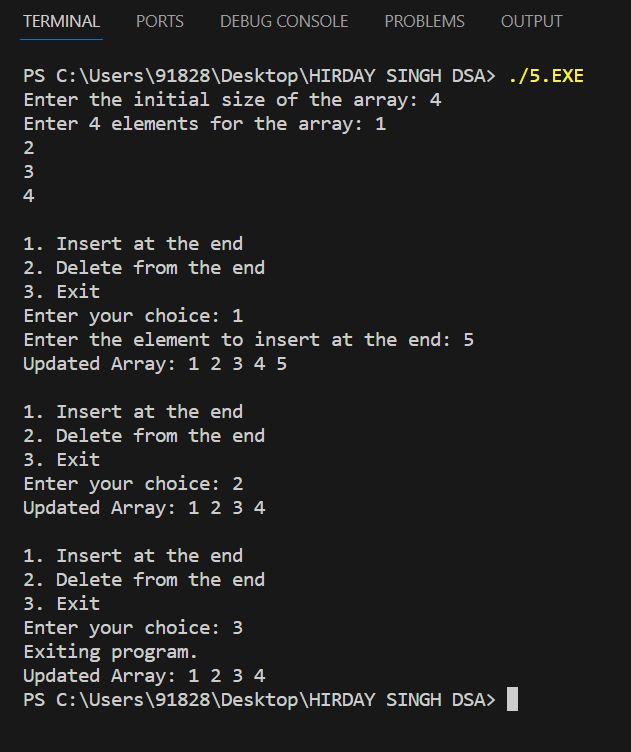 TERMINAL PORTS DEBUG CONSOLE PROBLEMS OUTPUT
PS C:\Users\91828\Desktop\HIRDAY SINGH DSA> ./5.EXE
Enter the initial size of the array: 4
Enter 4 elements for the array: 1
2
3
4
1. Insert at the end
2. Delete from the end
3. Exit
Enter your choice: 1
Enter the element to insert at the end: 5
Updated Array: 1 2 3 4 5
1. Insert at the end
2. Delete from the end
3. Exit
Enter your choice: 2
Updated Array: 1 2 3 4
1. Insert at the end
2. Delete from the end
3. Exit
Enter your choice: 3
Exiting program.
Updated Array: 1 2 3 4
PS C:\Users\91828\Desktop\HIRDAY SINGH DSA>